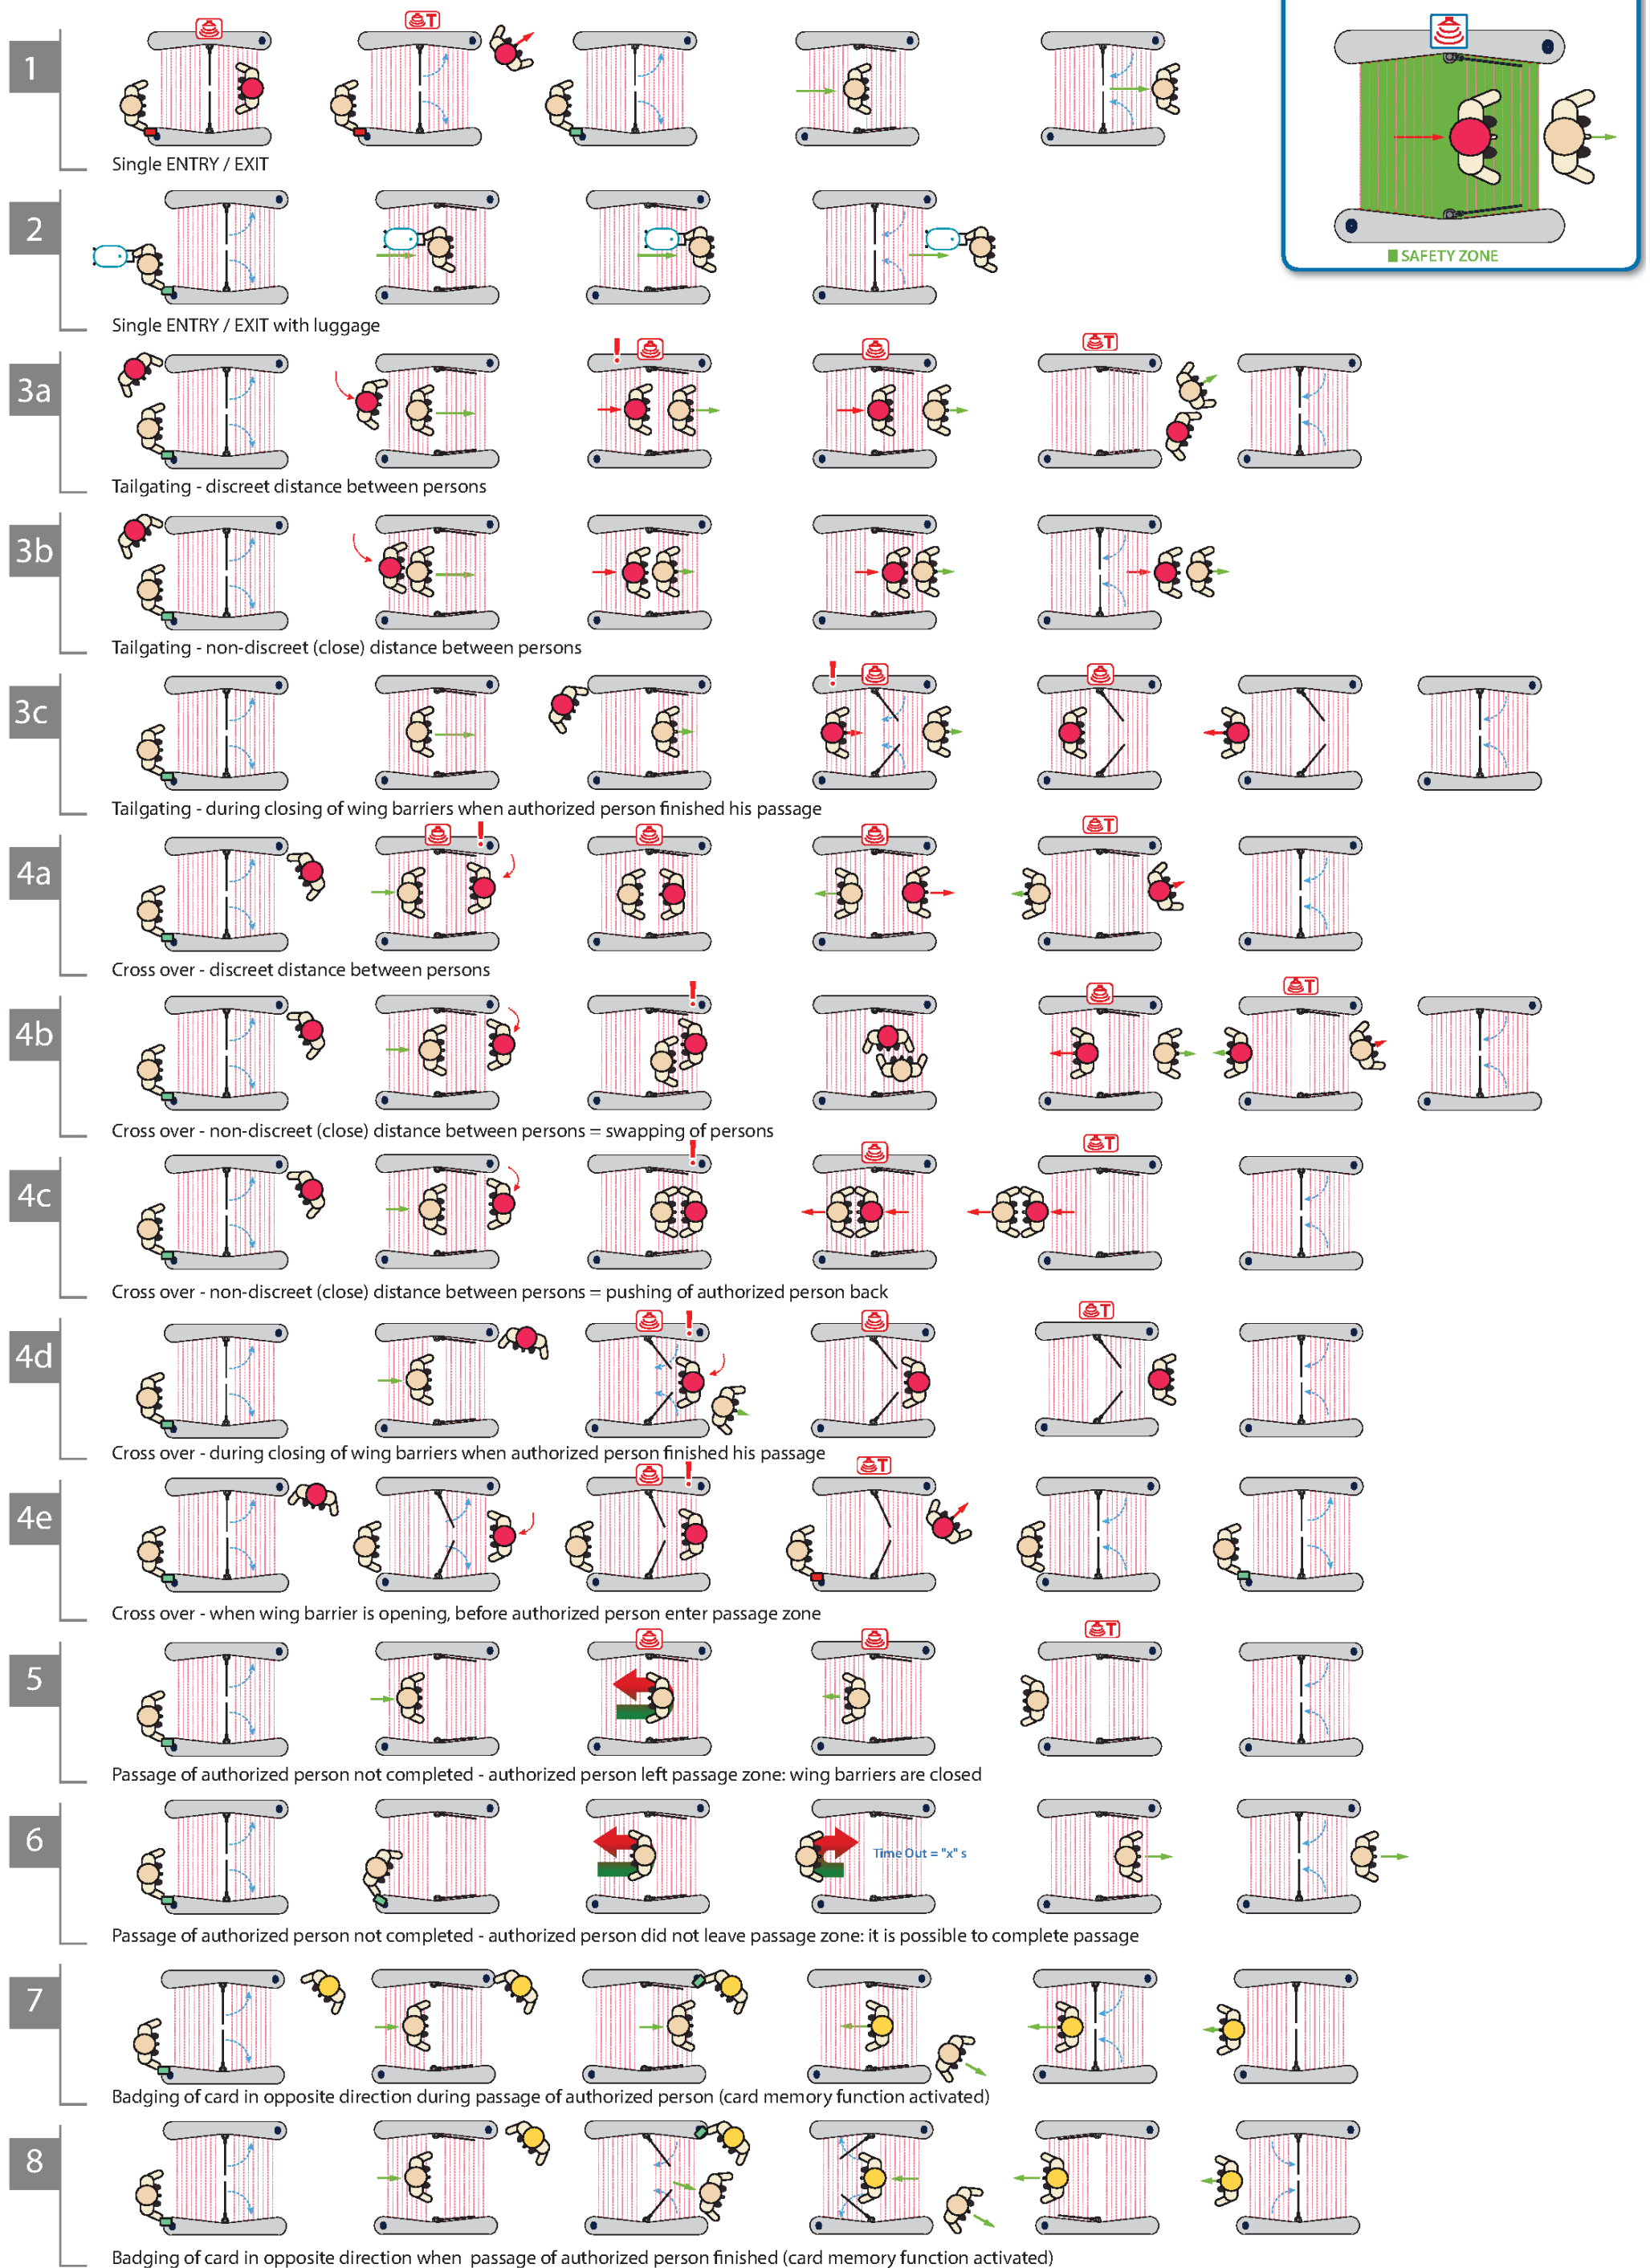 T
1
Single ENTRY / EXIT
SAFETY ZONE
2
Single ENTRY / EXIT with luggage
3a
!
T
Tailgating - discreet distance between persons
3b
Tailgating - non-discreet (close) distance between persons
3c
!
Tailgating - during closing of wing barriers when authorized person finished his passage
4a
!
T
Cross over - discreet distance between persons
4b
!
T
Cross over - non-discreet (close) distance between persons = swapping of persons
4c
!
T
Cross over - non-discreet (close) distance between persons = pushing of authorized person back
4d
!
T
Cross over - during closing of wing barriers when authorized person finished his passage
4e
!
T
Cross over - when wing barrier is opening, before authorized person enter passage zone
5
T
Passage of authorized person not completed - authorized person left passage zone: wing barriers are closed
6
Time Out = "x" s
Passage of authorized person not completed - authorized person did not leave passage zone: it is possible to complete passage
7
Badging of card in opposite direction during passage of authorized person (card memory function activated)
8
Badging of card in opposite direction when passage of authorized person finished (card memory function activated)